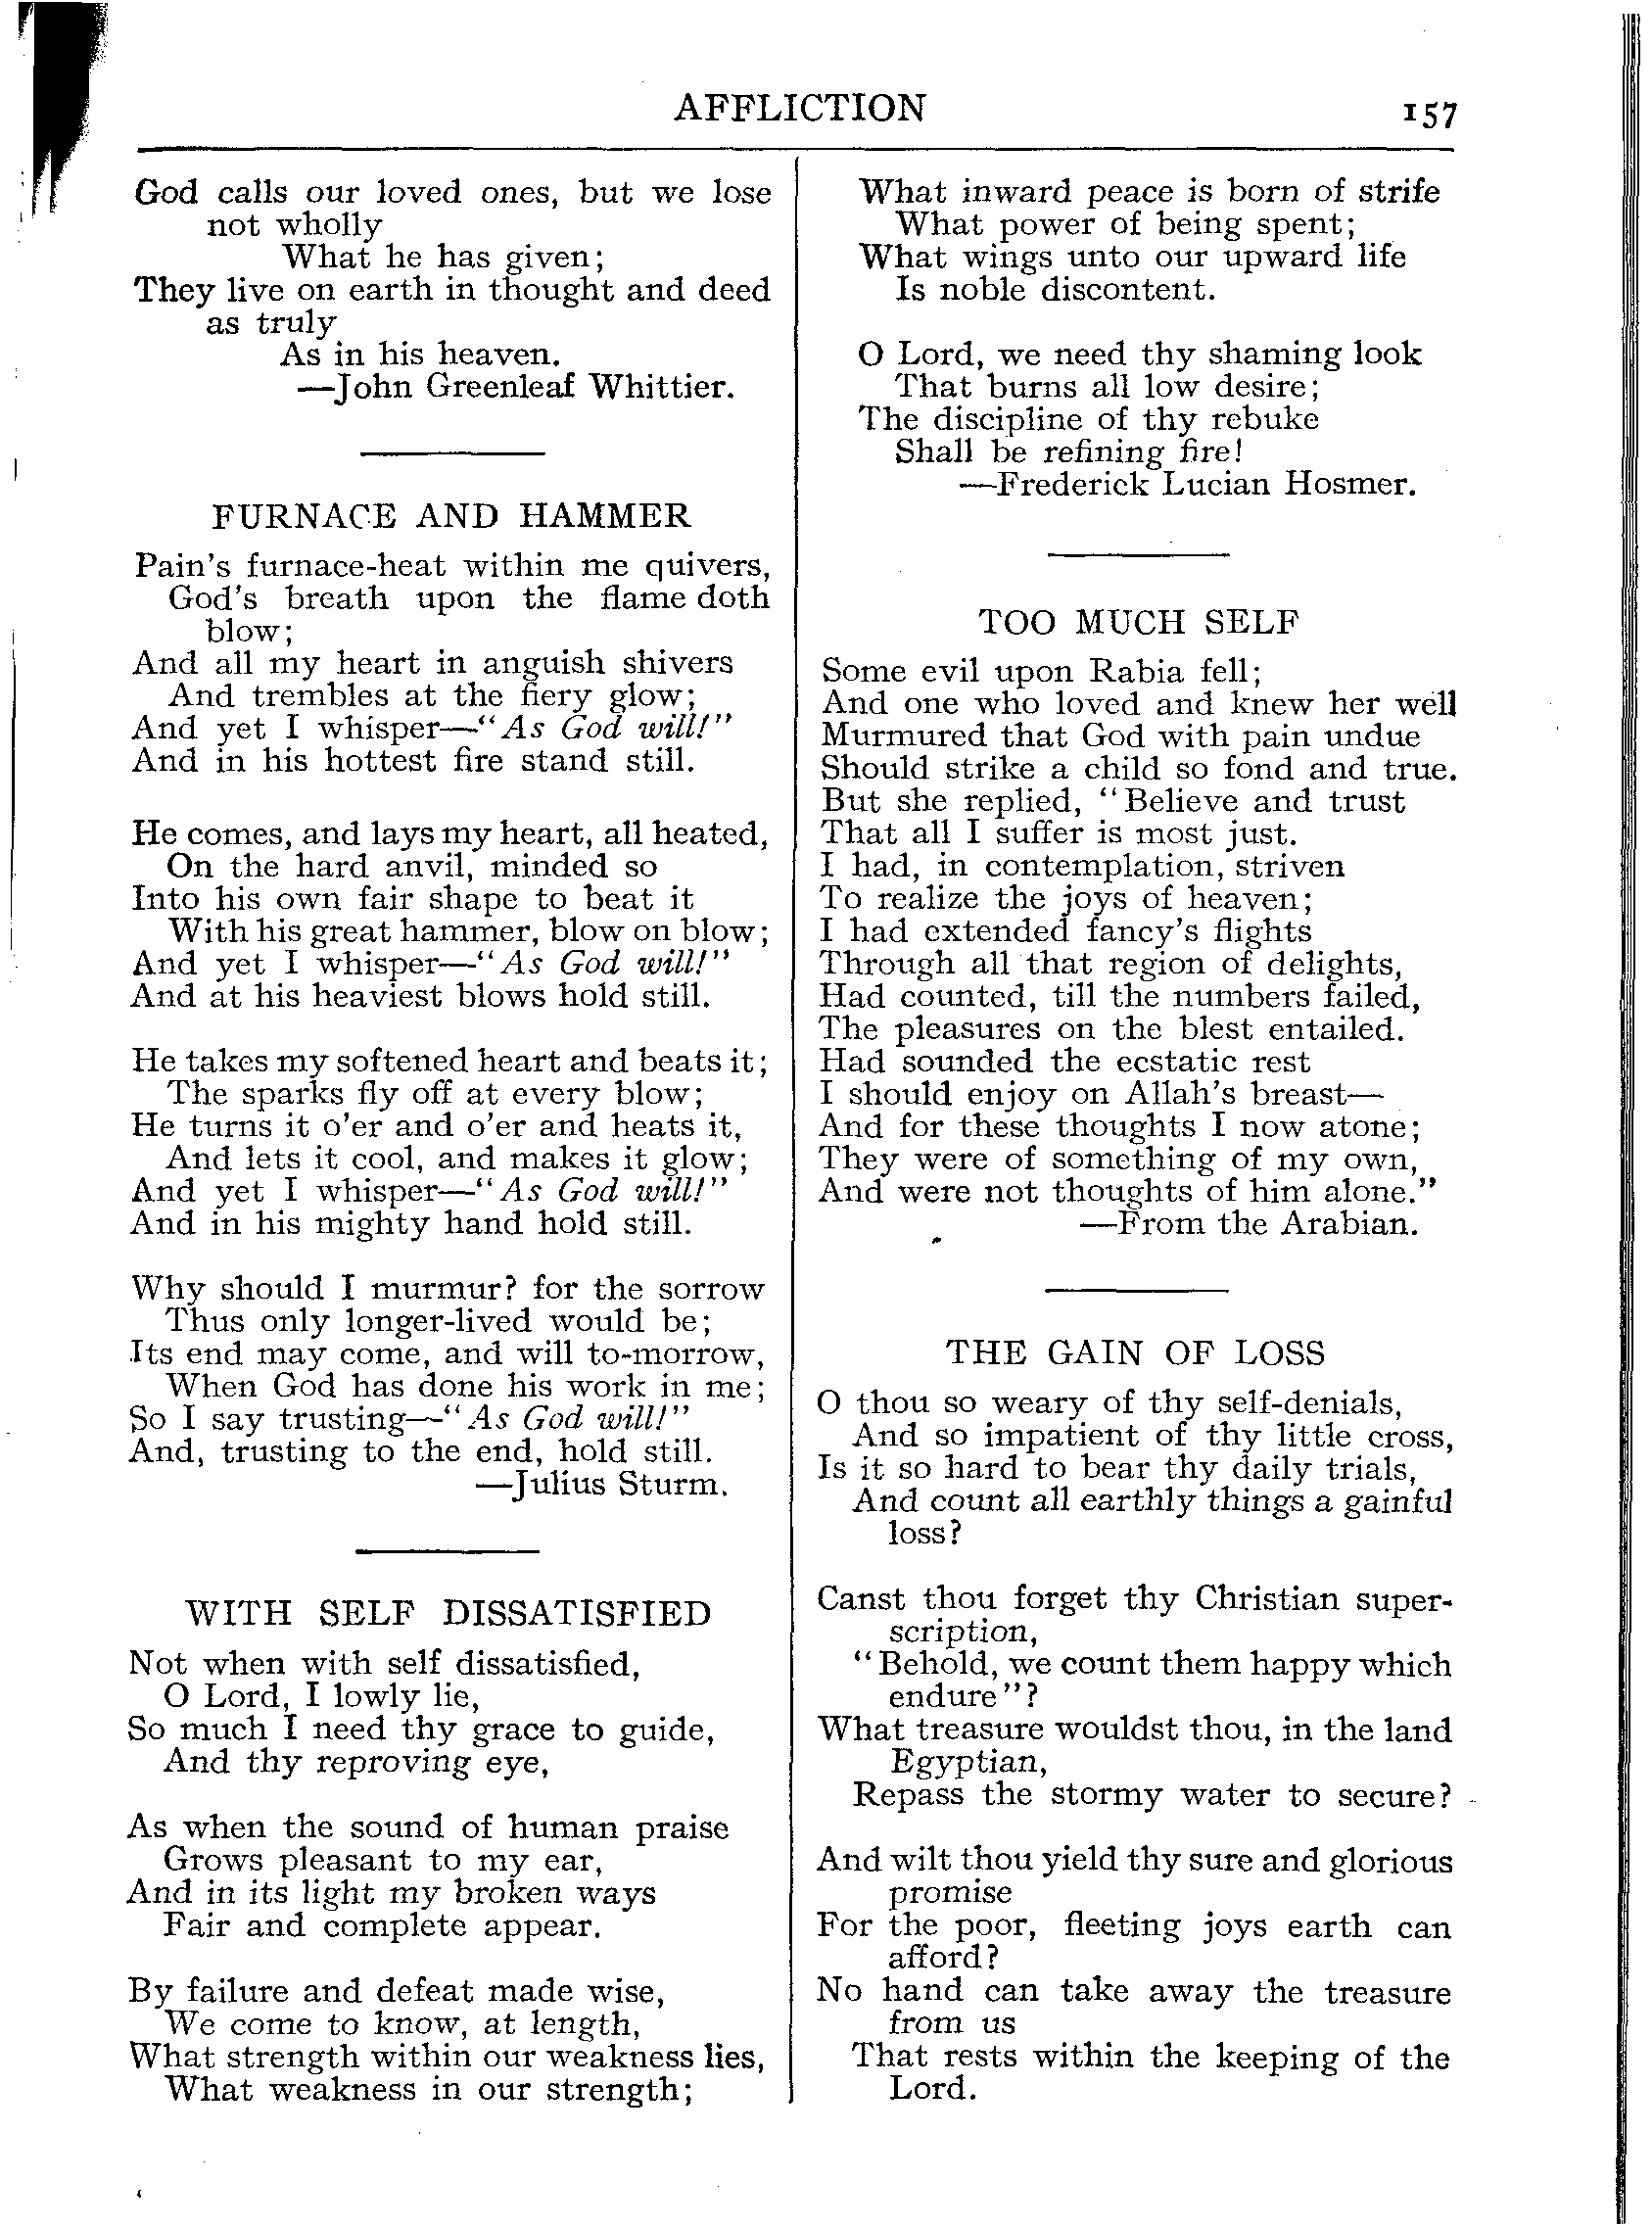 AFFLICTION 157
God calls our loved ones, but we lose
not wholly
What he has given;
They live on earth in thought and deed
as truly
As in his heaven.
—John Greenleaf Whittier.
FURNACE AND HAMMER
Pain's furnace-heat within me quivers,
God's breath upon the flame doth
blow;
And all my heart in anguish shivers
And trembles at the fiery glow;
And yet I whisper—"As God will!"
And in his hottest fire stand still.
He comes, and lays my heart, all heated,
On the hard anvil, minded so
Into his own fair shape to beat it
With his great hammer, blow on blow;
And yet I whisper—"As God will!"
And at his heaviest blows hold still.
He takes my softened heart and beats it;
The sparks fly off at every blow;
He turns it o'er and o'er and heats it,
And lets it cool, and makes it glow;
And yet I whisper—"As God will!"
And in his mighty hand hold still.
Why should I murmur? for the sorrow
Thus only longer-lived would be;
Its end may come, and will to-morrow,
When God has done his work in me;
So I say trusting—"As God will!"
And, trusting to the end, hold still.
—Julius Sturm.
WITH SELF DISSATISFIED
Not when with self dissatisfied,
O Lord, I lowly lie,
So much I need thy grace to guide,
And thy reproving eye,
As when the sound of human praise
Grows pleasant to my ear,
And in its light my broken ways
Fair and complete appear.
By failure and defeat made wise,
We come to know, at length,
What strength within our weakness lies,
What weakness in our strength;
What inward peace is born of strife
What power of being spent;
What wings unto our upward life
Is noble discontent.
O Lord, we need thy shaming look
That burns all low desire;
The discipline of thy rebuke
Shall be refining fire!
—Frederick Lucian Hosmer.
TOO MUCH SELF
Some evil upon Rabia fell;
And one who loved and knew her well
Murmured that God with pain undue
Should strike a child so fond and true.
But she replied, "Believe and trust
That all I suffer is most just.
I had, in contemplation, striven
To realize the joys of heaven;
I had extended fancy's flights
Through all that region of delights,
Had counted, till the numbers failed,
The pleasures on the blest entailed.
Had sounded the ecstatic rest
I should enjoy on Allah's breast—
And for these thoughts I now atone;
They were of something of my own,
And were not thoughts of him alone."
—From the Arabian.
THE GAIN OF LOSS
O thou so weary of thy self-denials,
And so impatient of thy little cross,
Is it so hard to bear thy daily trials,
And count all earthly things a gainful
loss?
Canst thou forget thy Christian super-
scription,
"Behold, we count them happy which
endure"?
What treasure wouldst thou, in the land
Egyptian,
Repass the stormy water to secure?
And wilt thou yield thy sure and glorious
promise
For the poor, fleeting joys earth can
afford?
No hand can take away the treasure
from us
That rests within the keeping of the
Lord.